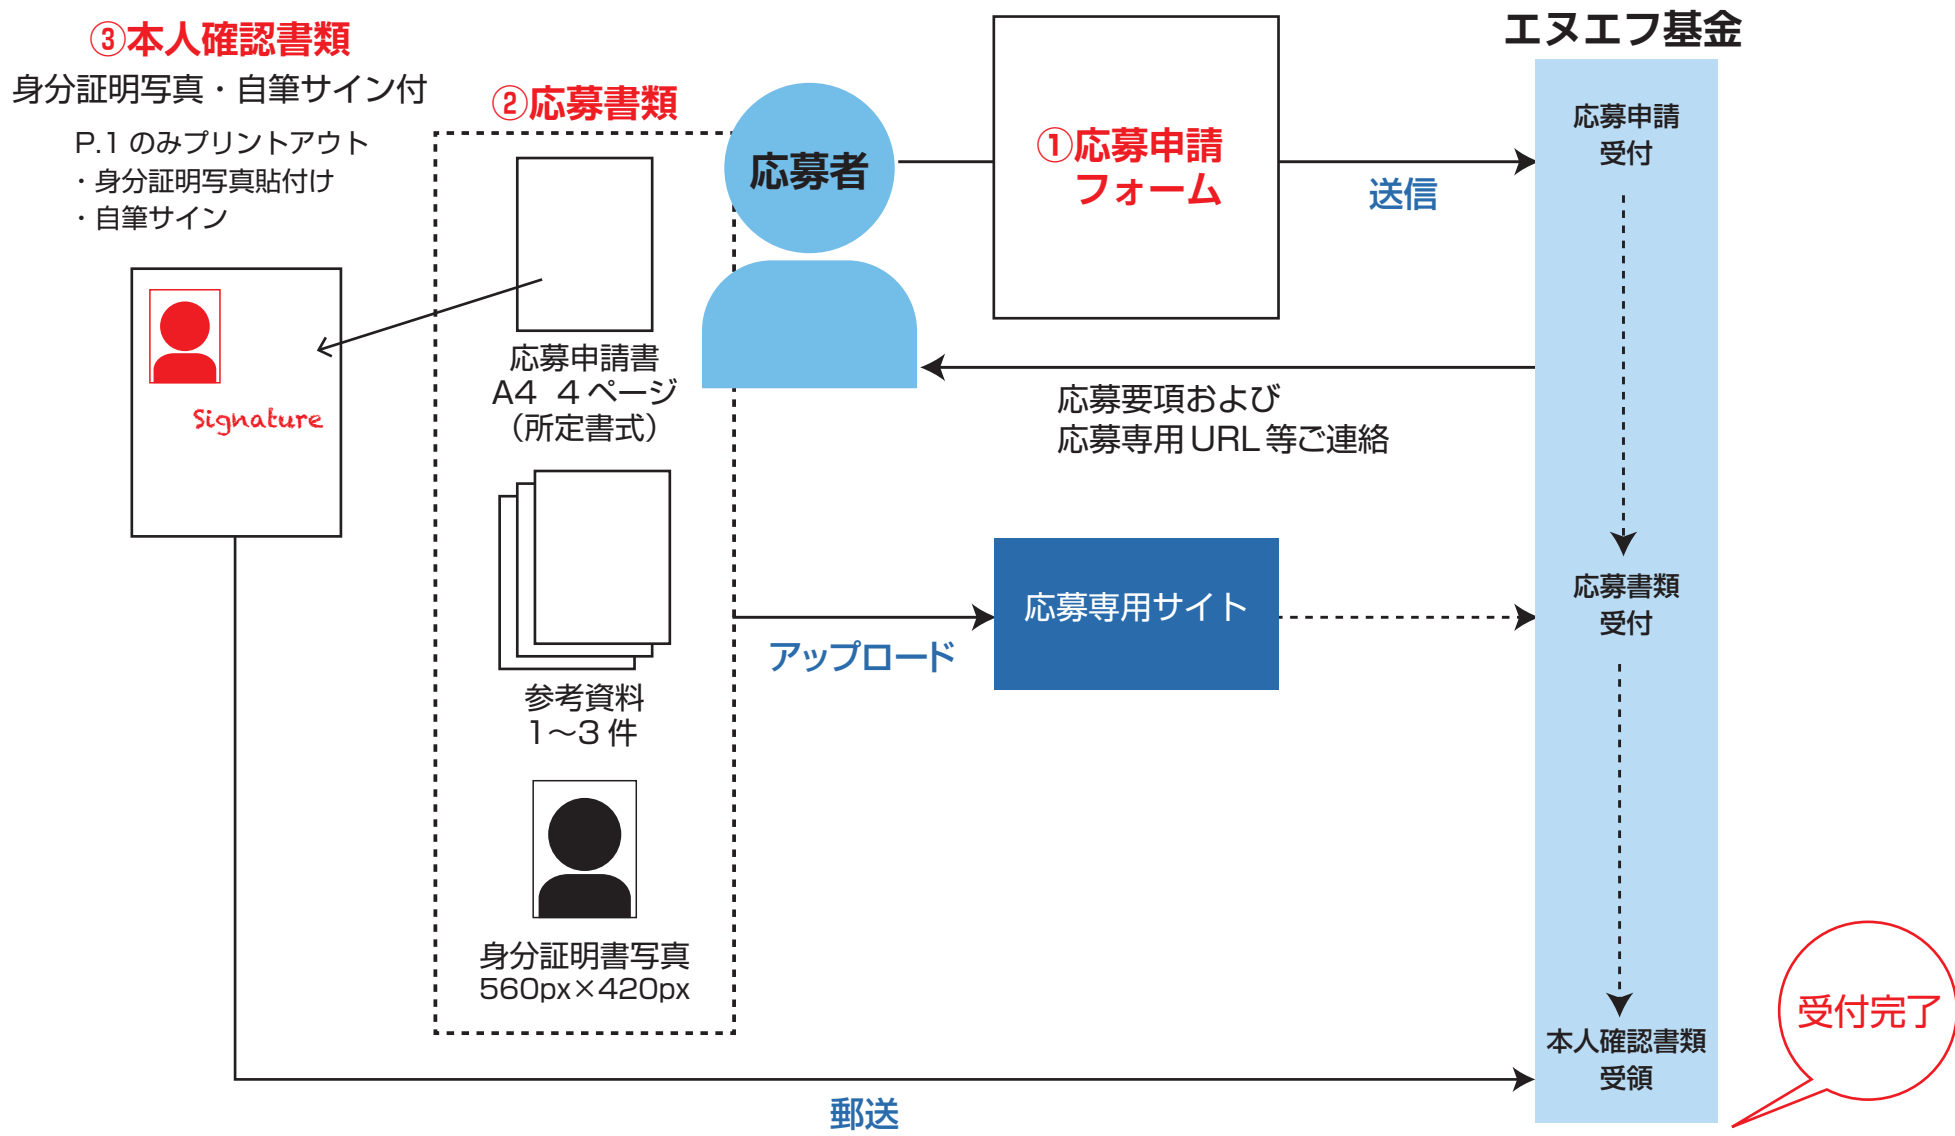 ③本人確認書類
身分証明写真・自筆サイン付
P.1 のみプリントアウト
・身分証明写真貼付け
・自筆サイン
Signature
②応募書類
応募申請書
A4 4 ページ
（所定書式）
参考資料
1～3 件
身分証明書写真
560px×420px
応募者
①応募申請
フォーム
送信
応募要項および
応募専用 URL 等ご連絡
アップロード
応募専用サイト
郵送
エヌエフ基金
応募申請
受付
応募書類
受付
本人確認書類
受領
受付完了